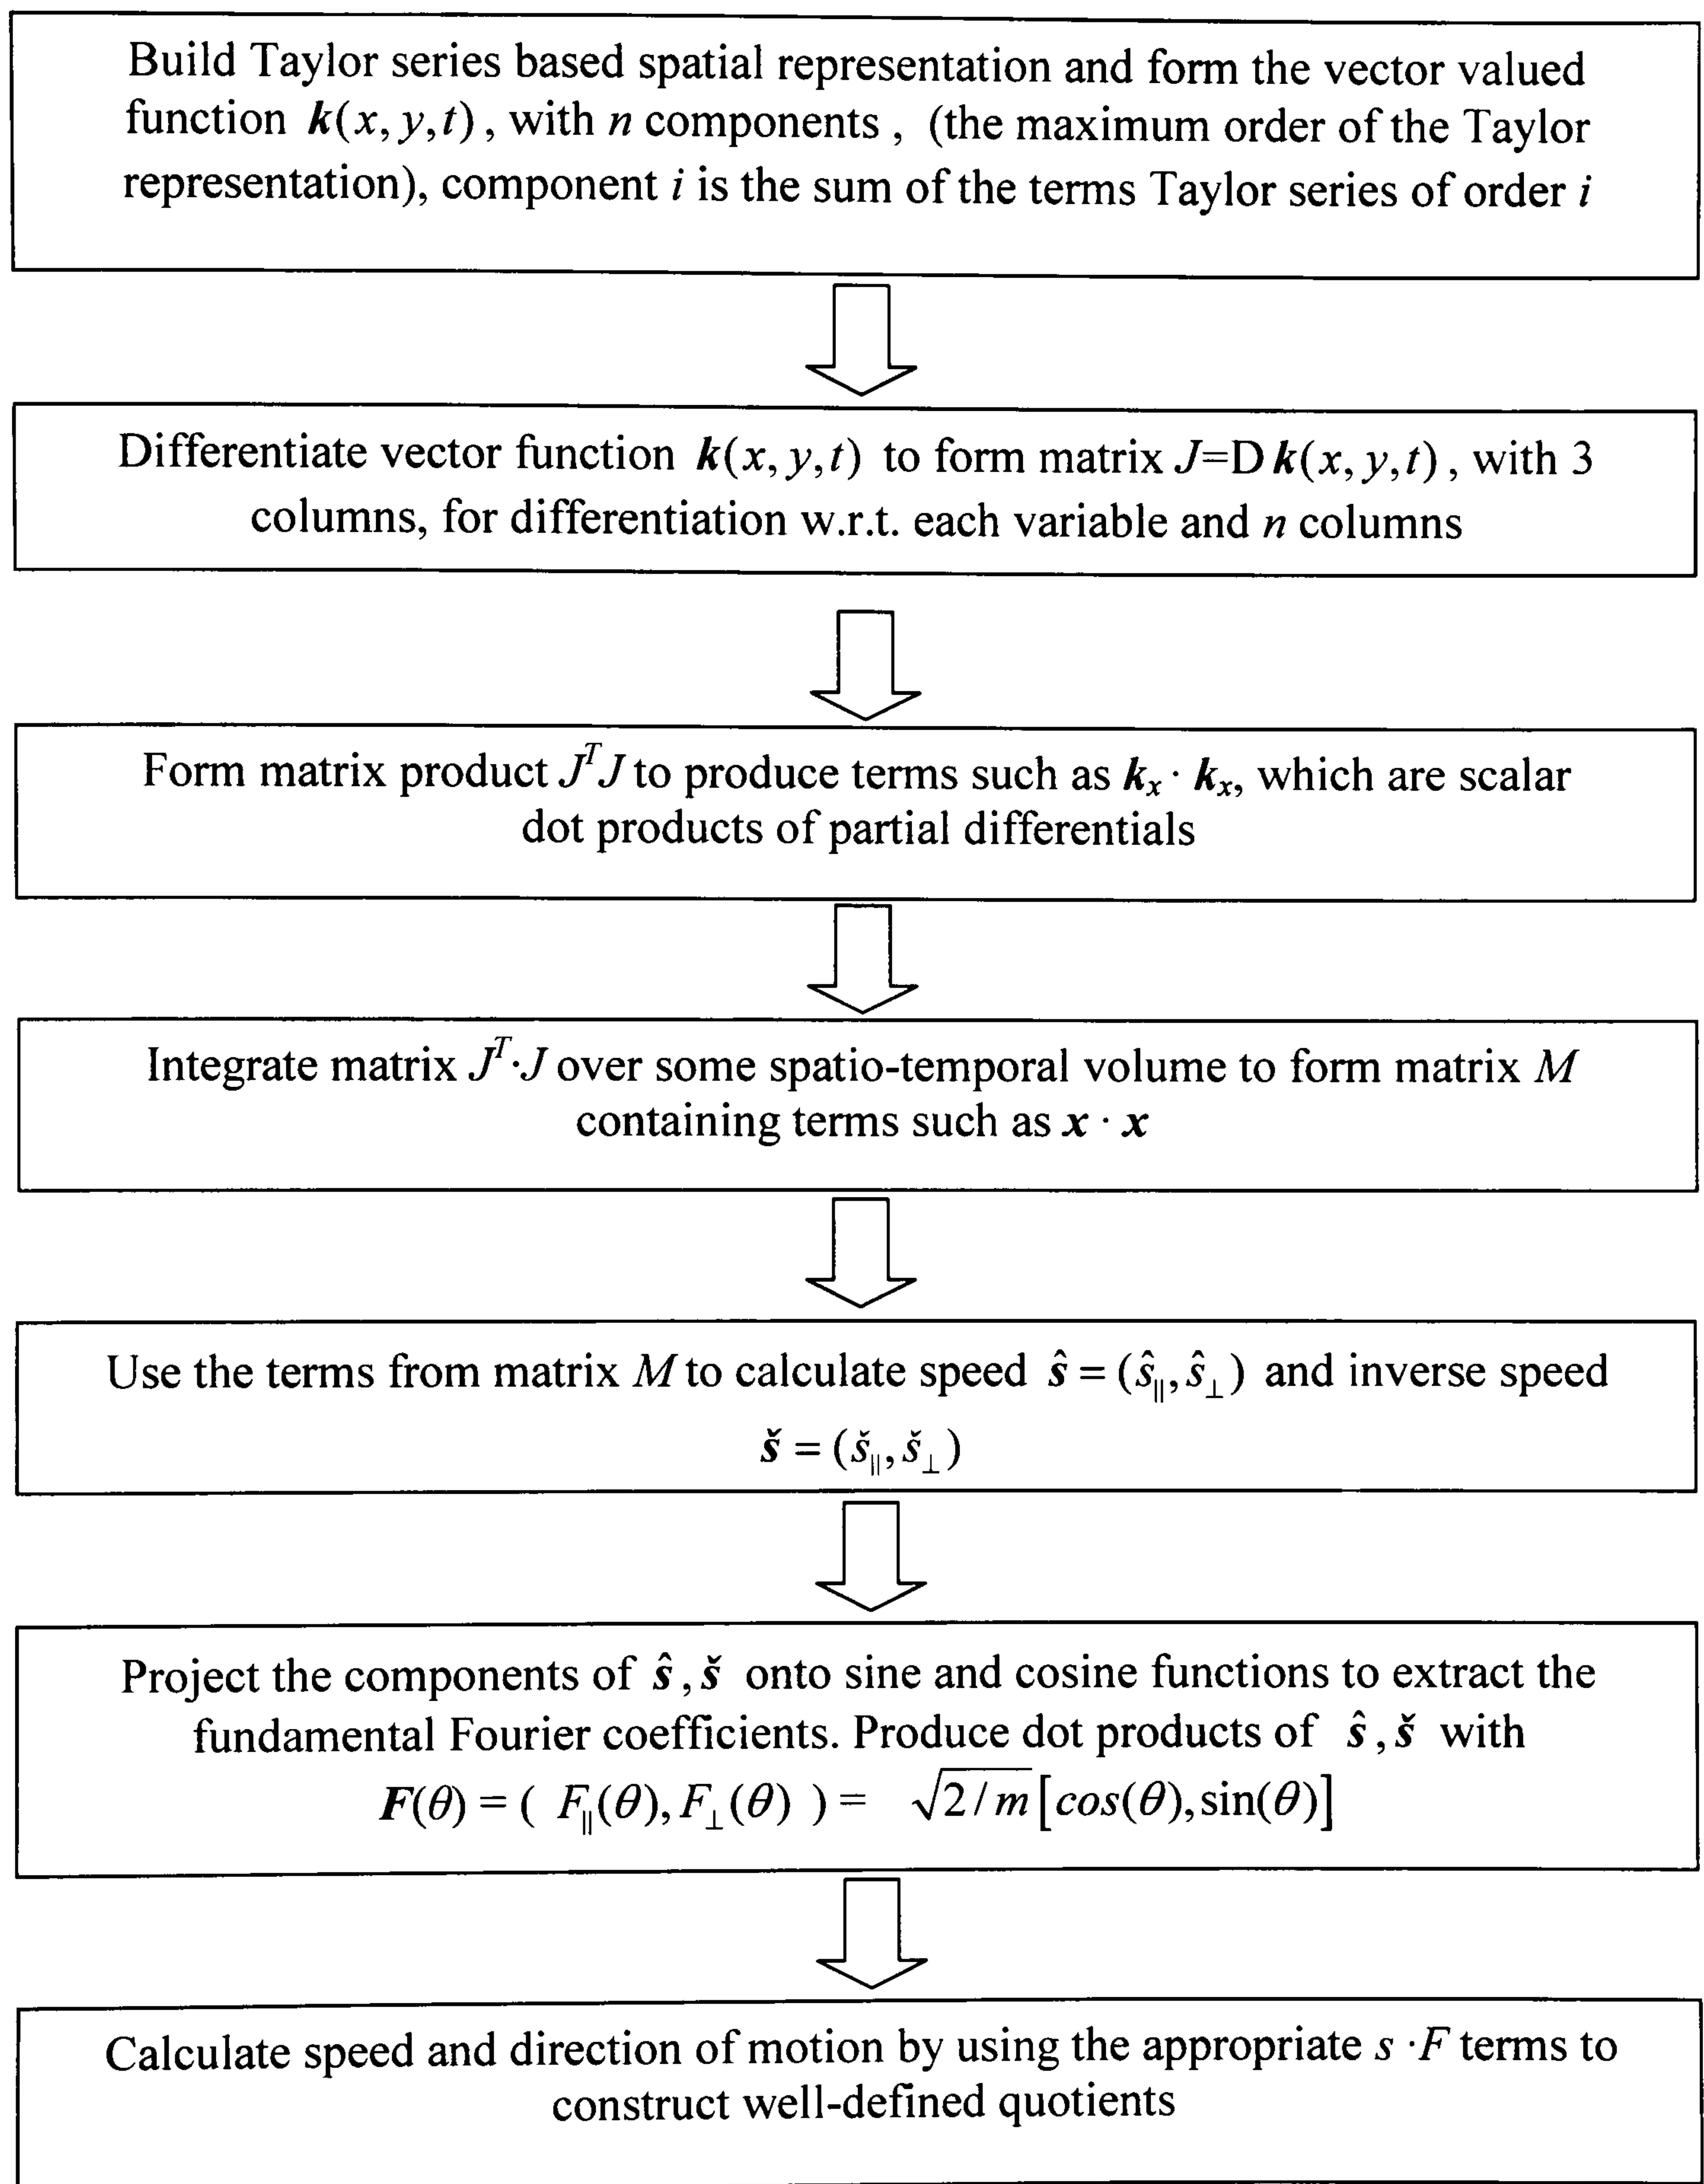 Build Taylor series based spatial representation and form the vector valued
function k(x, y,t) , with n components , (the maximum order of the Taylor
representation), component i is the sum of the terms Taylor series of order i
Differentiate vector function k(x, y,t) to form matrix J=D k(x, y,t) , with 3
columns, for differentiation w.r.t. each variable and n columns
Form matrix product JᵀJ to produce terms such as kₓ · kₓ, which are scalar
dot products of partial differentials
Integrate matrix Jᵀ·J over some spatio-temporal volume to form matrix M
containing terms such as x · x
Use the terms from matrix M to calculate speed ŝ = (ŝ_||, ŝ_⊥) and inverse speed
š = (š_||, š_⊥)
Project the components of ŝ , š onto sine and cosine functions to extract the
fundamental Fourier coefficients. Produce dot products of ŝ , š with
F(θ) = ( F_||(θ), F_⊥(θ) ) = √2/m [cos(θ), sin(θ)]
Calculate speed and direction of motion by using the appropriate s ·F terms to
construct well-defined quotients